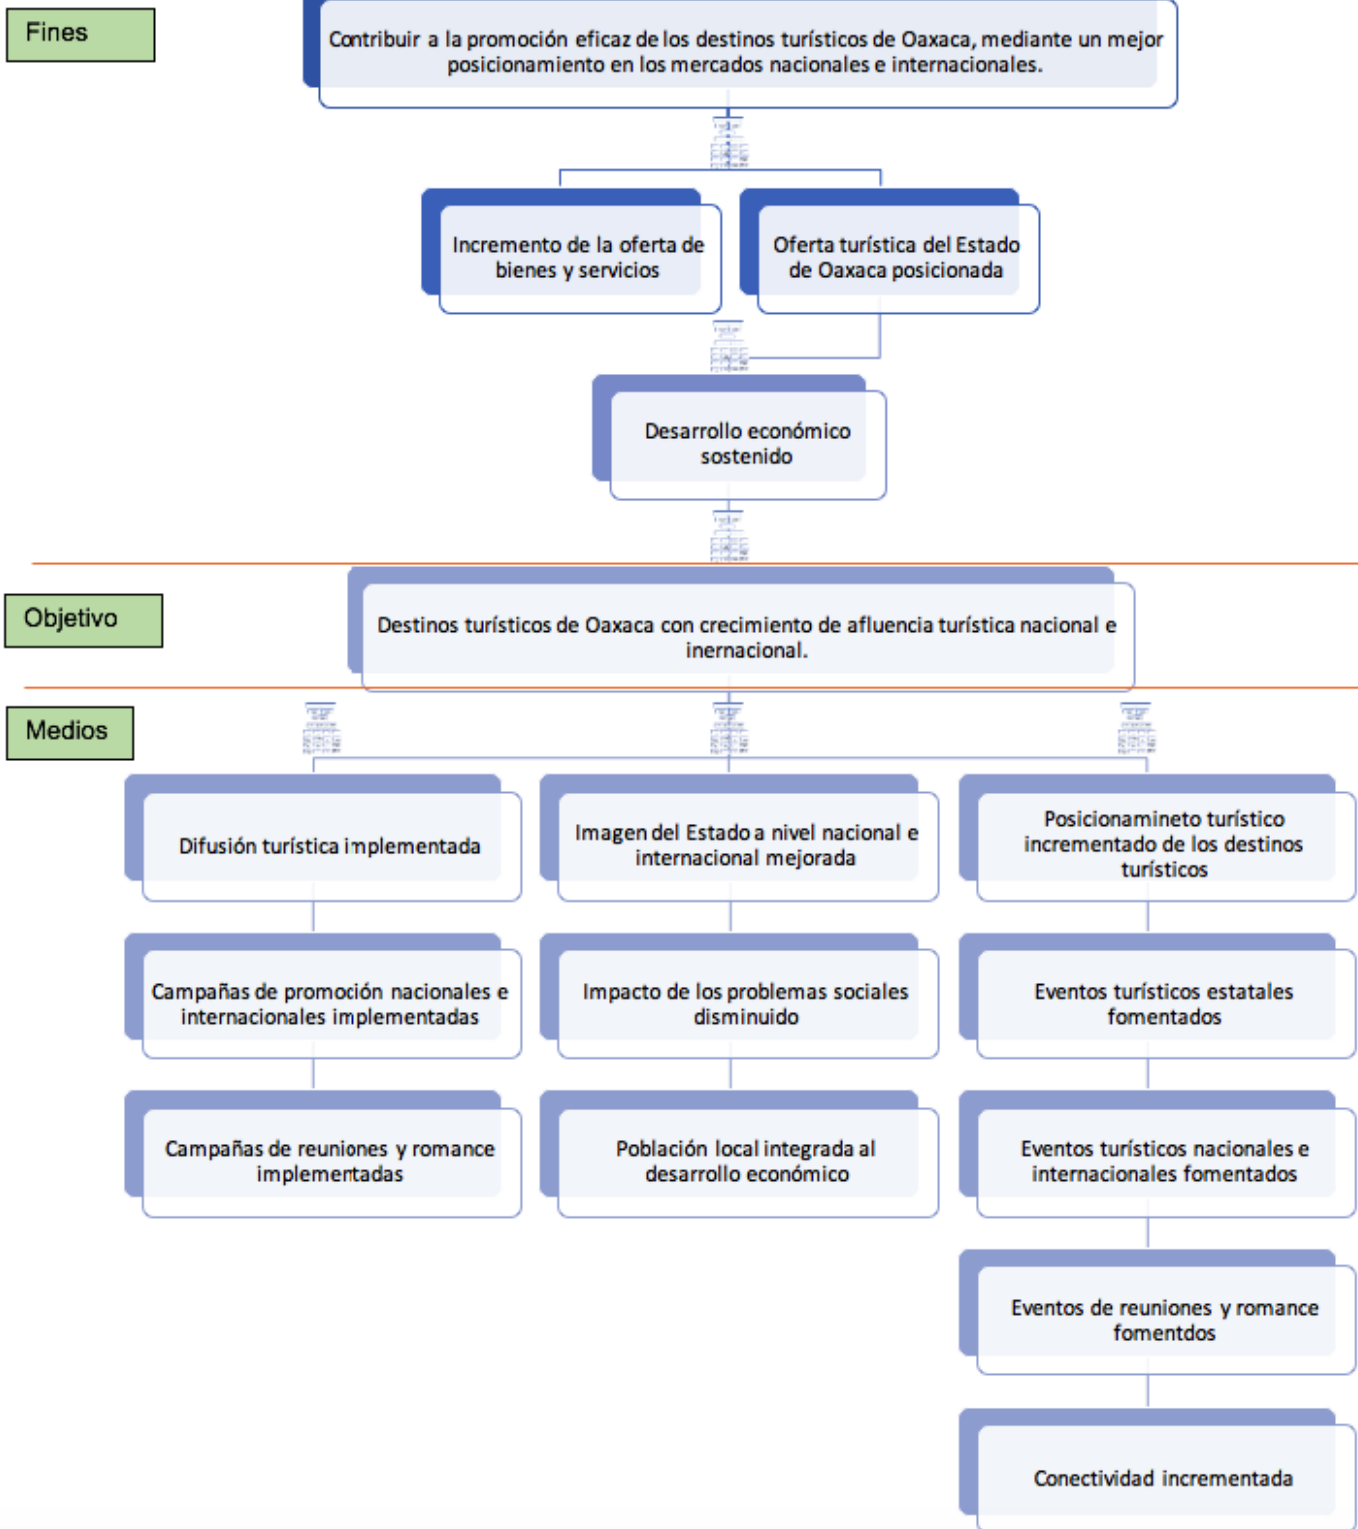 Fines
Contribuir a la promoción eficaz de los destinos turísticos de Oaxaca, mediante un mejor
posicionamiento en los mercados nacionales e internacionales.
Incremento de la oferta de
bienes y servicios
Oferta turística del Estado
de Oaxaca posicionada
Desarrollo económico
sostenido
Objetivo
Destinos turísticos de Oaxaca con crecimiento de afluencia turística nacional e
inernacional.
Medios
Difusión turística implementada
Imagen del Estado a nivel nacional e
internacional mejorada
Posicionamineto turístico
incrementado de los destinos
turísticos
Campañas de promoción nacionales e
internacionales implementadas
Impacto de los problemas sociales
disminuido
Eventos turísticos estatales
fomentados
Campañas de reuniones y romance
implementadas
Población local integrada al
desarrollo económico
Eventos turísticos nacionales e
internacionales fomentados
Eventos de reuniones y romance
fomentdos
Conectividad incrementada